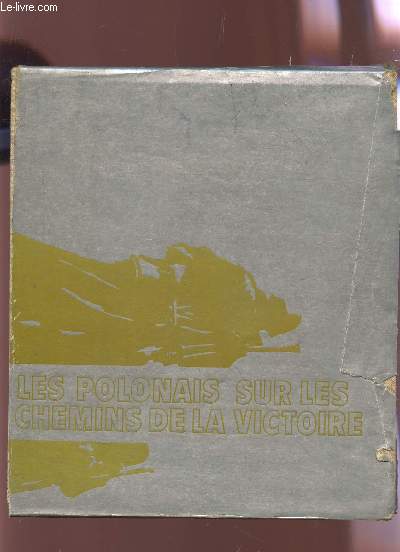 Le-livre.com
LES POLONAIS SUR LES
CHEMINS DE LA VICTOIRE